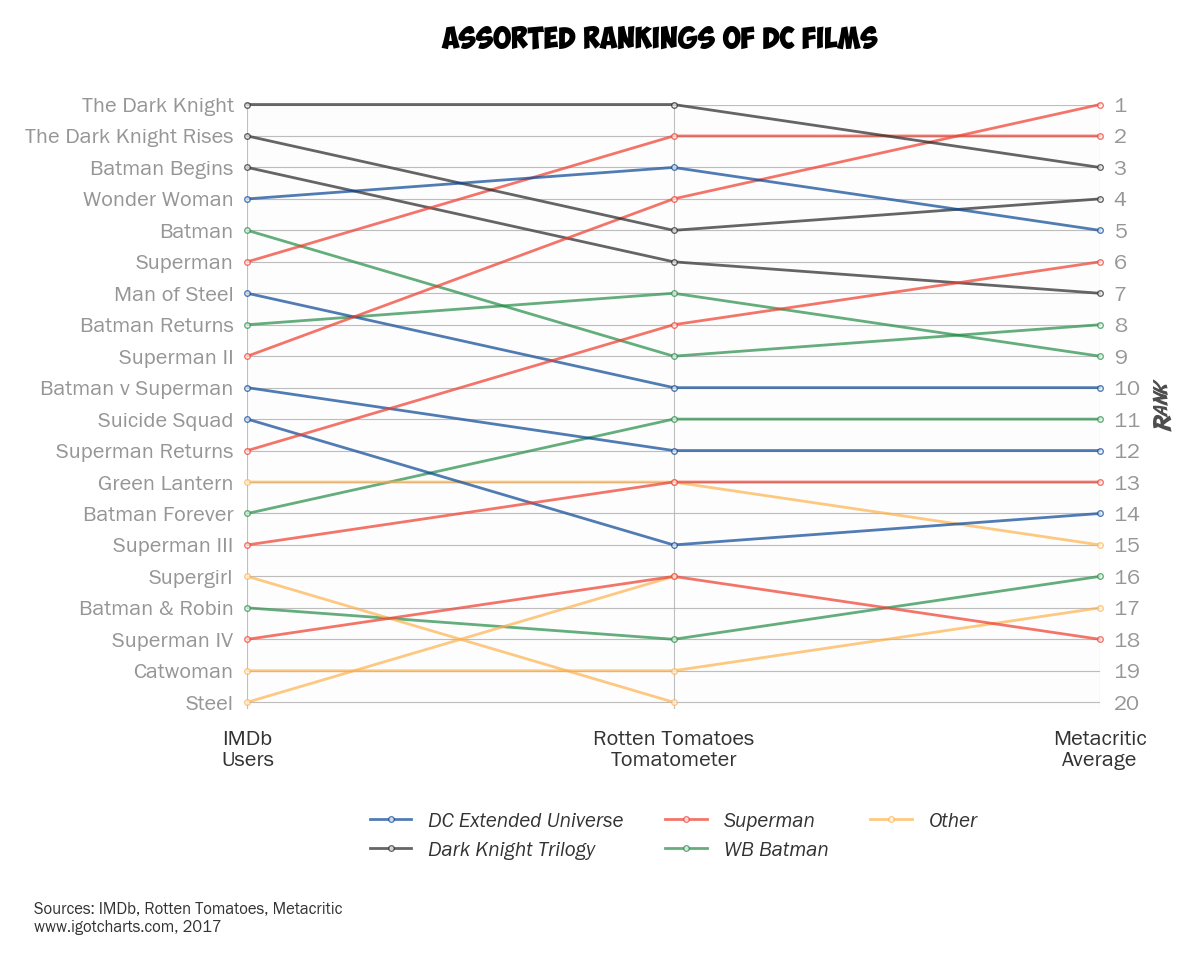 ASSORTED RANKINGS OF DC FILMS
The Dark Knight
The Dark Knight Rises
Batman Begins
Wonder Woman
Batman
Superman
Man of Steel
Batman Returns
Superman II
Batman v Superman
Suicide Squad
Superman Returns
Green Lantern
Batman Forever
Superman III
Supergirl
Batman & Robin
Superman IV
Catwoman
Steel
1
2
3
4
5
6
7
8
9
10
11
12
13
14
15
16
17
18
19
20
RANK
IMDb
Users
Rotten Tomatoes
Tomatometer
Metacritic
Average
DC Extended Universe
Dark Knight Trilogy
Superman
WB Batman
Other
Sources: IMDb, Rotten Tomatoes, Metacritic
www.igotcharts.com, 2017